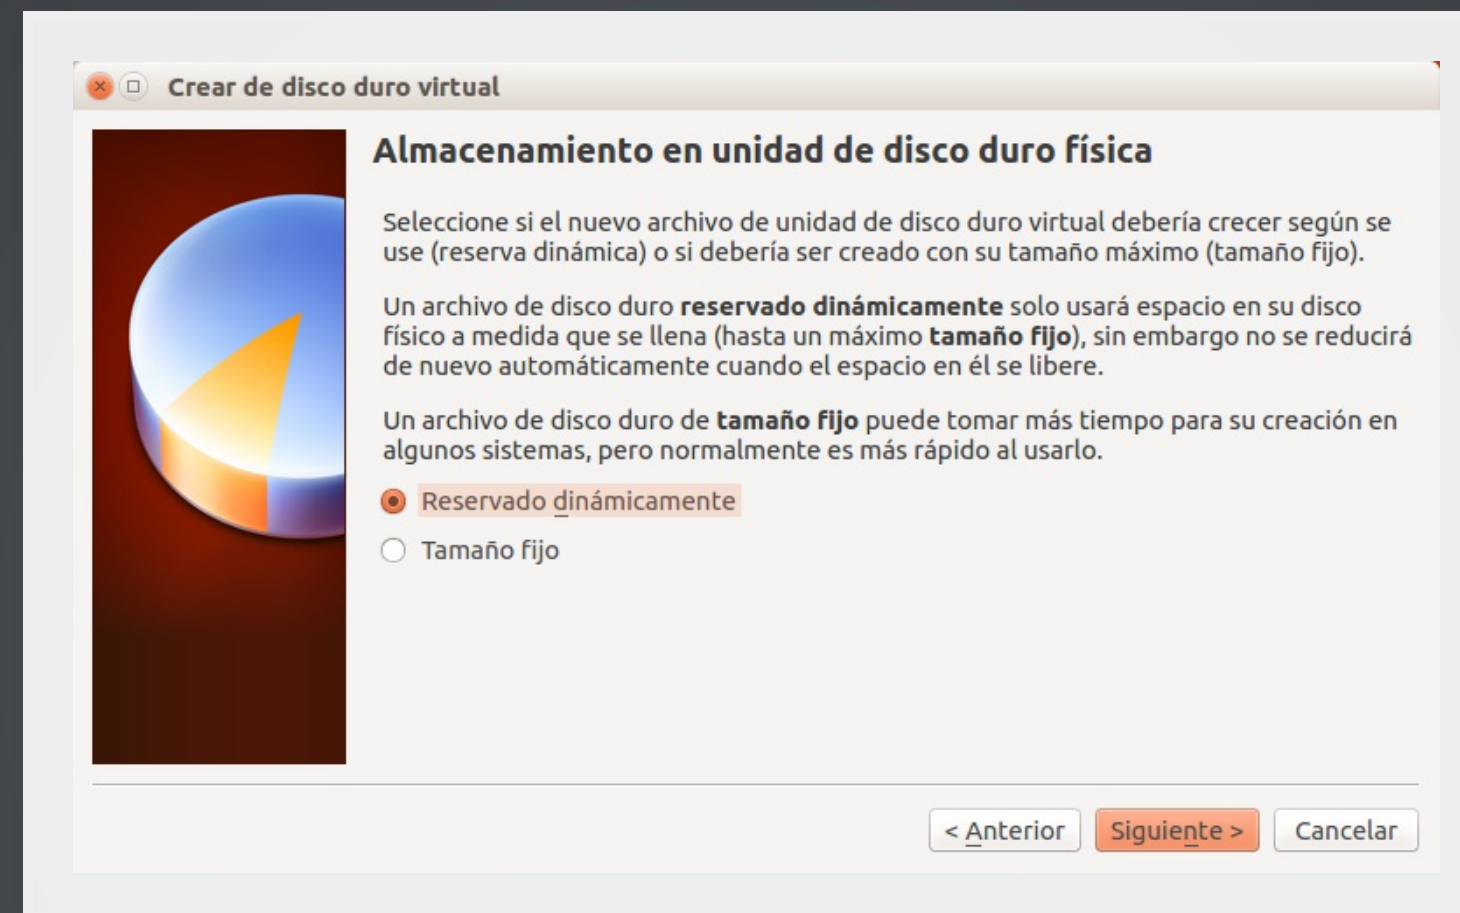 Crear de disco duro virtual
Almacenamiento en unidad de disco duro física
Seleccione si el nuevo archivo de unidad de disco duro virtual debería crecer según se
use (reserva dinámica) o si debería ser creado con su tamaño máximo (tamaño fijo).
Un archivo de disco duro reservado dinámicamente solo usará espacio en su disco
físico a medida que se llena (hasta un máximo tamaño fijo), sin embargo no se reducirá
de nuevo automáticamente cuando el espacio en él se libere.
Un archivo de disco duro de tamaño fijo puede tomar más tiempo para su creación en
algunos sistemas, pero normalmente es más rápido al usarlo.
Reservado dinámicamente
Tamaño fijo
< Anterior
Siguiente >
Cancelar